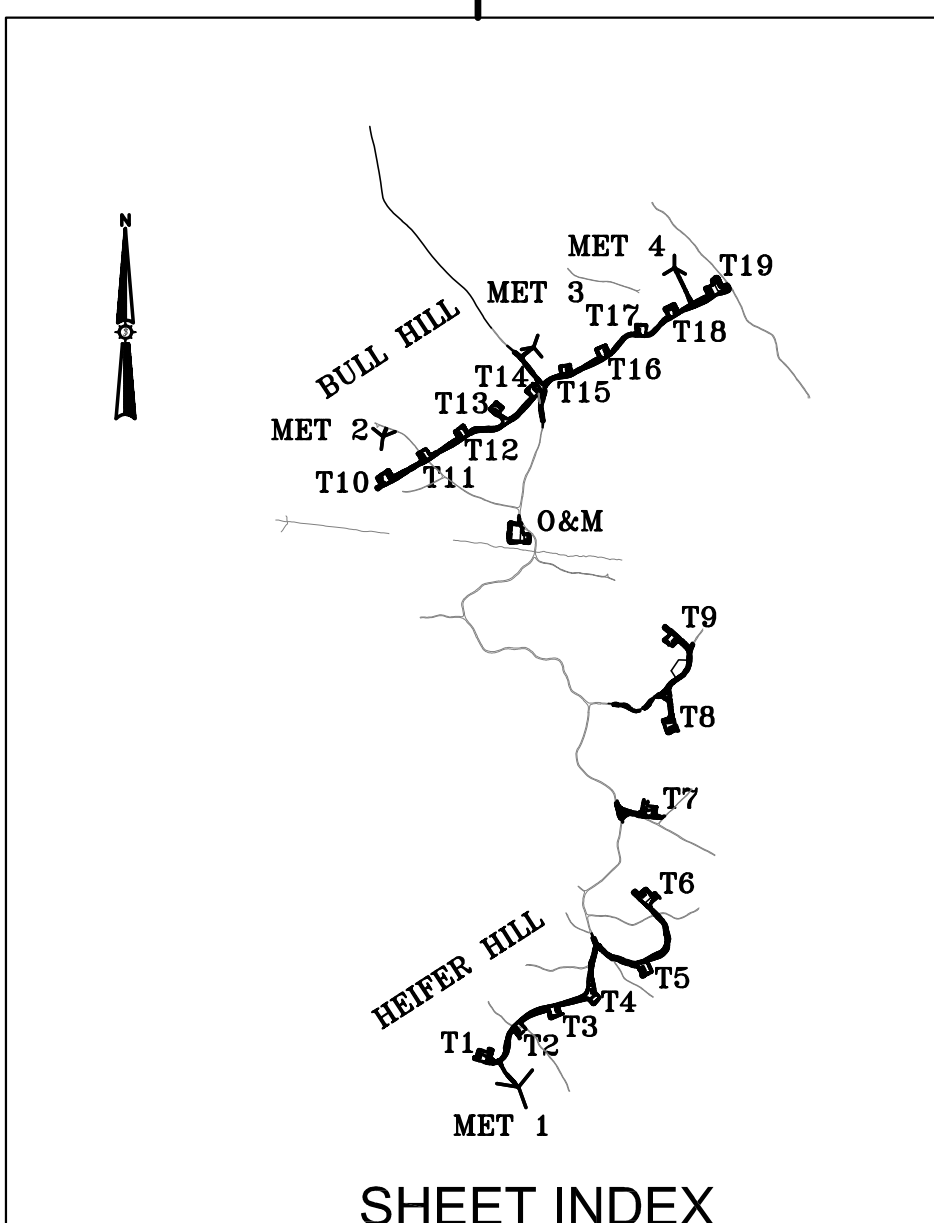 N
MET 4
T19
MET 3
T17
T18
BULL HILL
T16
T14
T15
T13
MET 2
T12
T10
T11
O&M
T9
T8
T7
T6
HEIFER HILL
T5
T4
T3
T1
T2
MET 1
SHEET INDEX